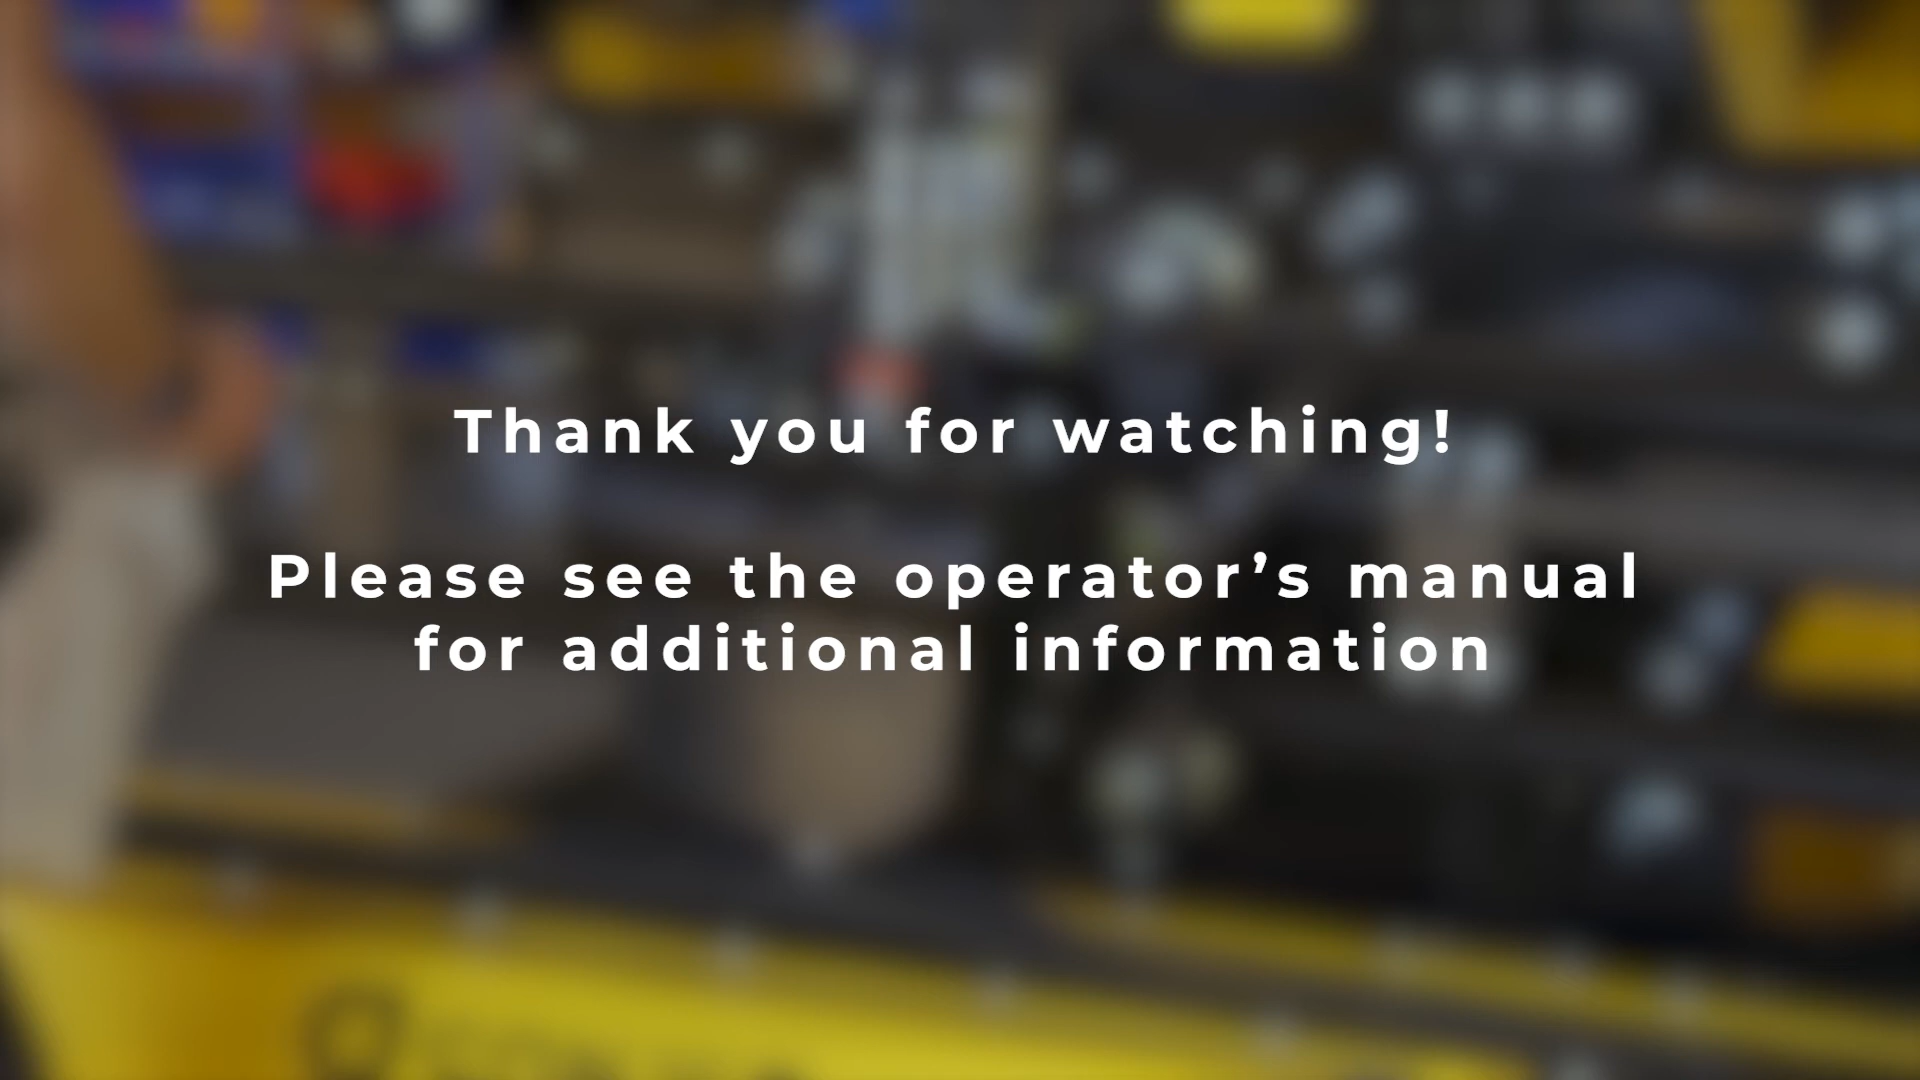 Thank you for watching!
Please see the operator’s manual
for additional information